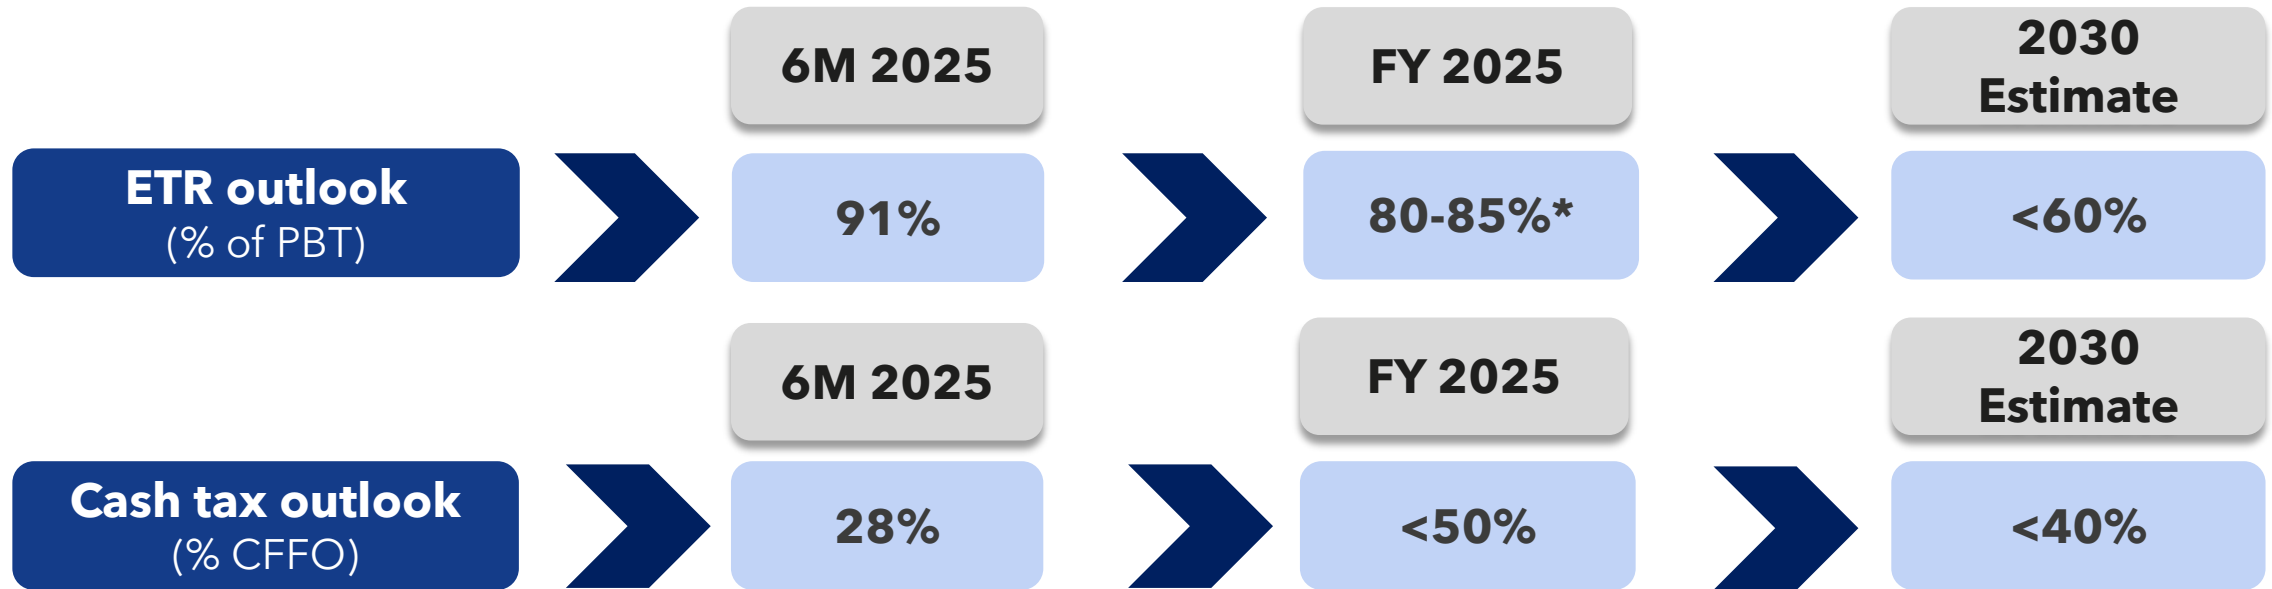 6M 2025
FY 2025
2030
Estimate
ETR outlook
(% of PBT)
91%
80-85%*
<60%
6M 2025
FY 2025
2030
Estimate
Cash tax outlook
(% CFFO)
28%
<50%
<40%